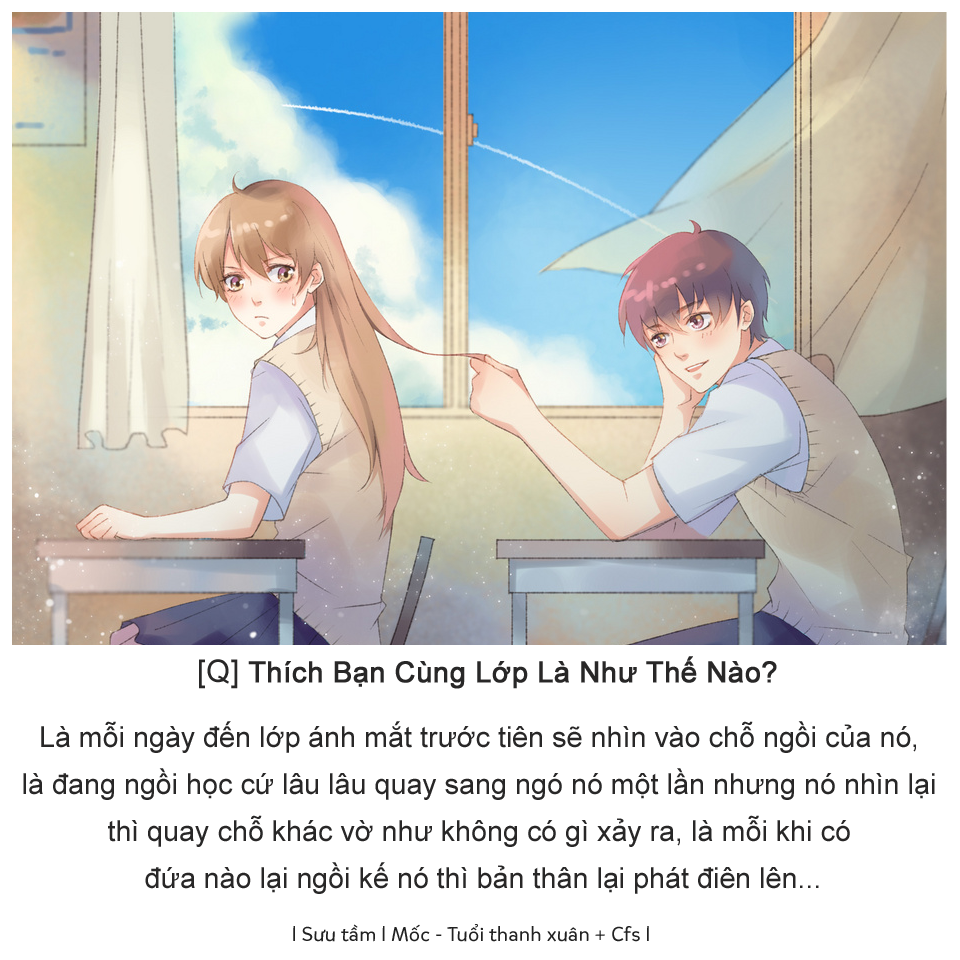 [Q] Thích Bạn Cùng Lớp Là Như Thế Nào?
Là mỗi ngày đến lớp ánh mắt trước tiên sẽ nhìn vào chỗ ngồi của nó,
là đang ngồi học cứ lâu lâu quay sang ngó nó một lần nhưng nó nhìn lại
thì quay chỗ khác vờ như không có gì xảy ra, là mỗi khi có
đứa nào lại ngồi kế nó thì bản thân lại phát điên lên...
l Sưu tầm l Mốc - Tuổi thanh xuân + Cfs l